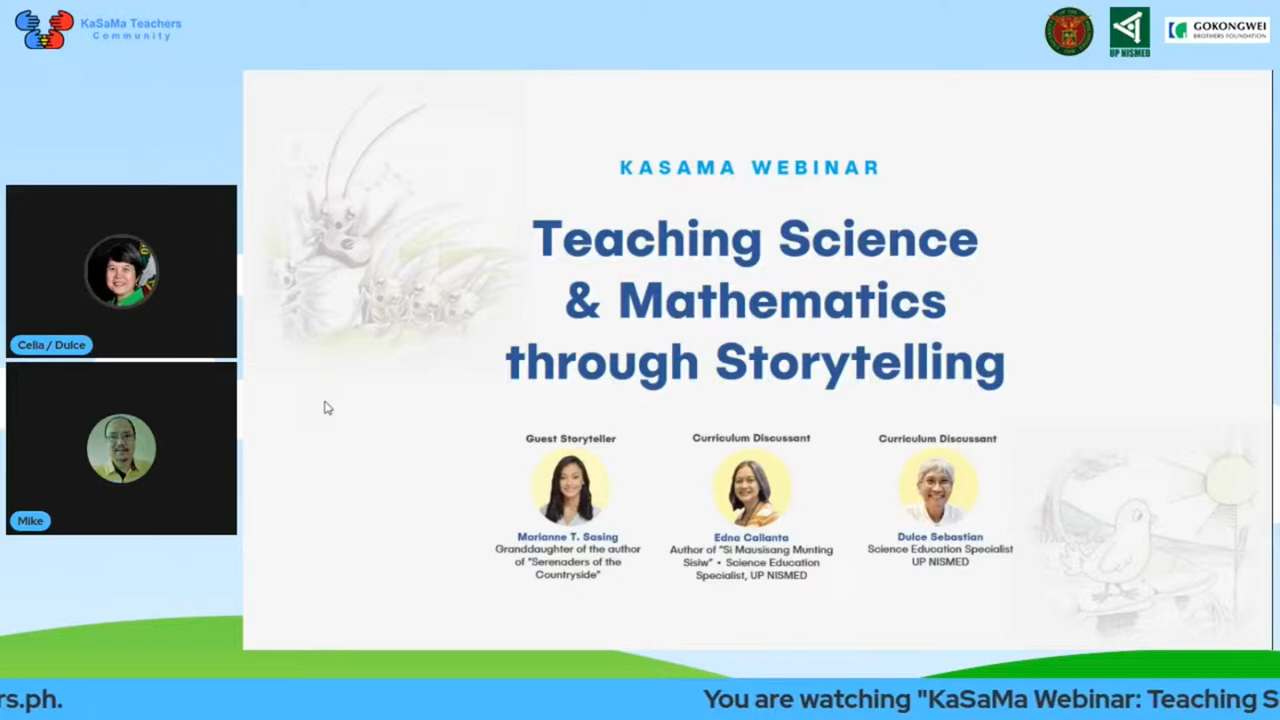 KaSaMa Teachers
Community
UP NISMED
GOKONGWEI
BROTHERS FOUNDATION
KASAMA WEBINAR
Teaching Science
& Mathematics
through Storytelling
Celia / Dulce
Mike
Guest Storyteller
Marianne T. Sasing
Granddaughter of the author
of "Serenaders of the
Countryside"
Curriculum Discussant
Edna Callanta
Author of "Si Mausisang Munting
Sisiw" • Science Education
Specialist, UP NISMED
Curriculum Discussant
Dulce Sebastian
Science Education Specialist
UP NISMED
rs.ph.
You are watching "KaSaMa Webinar: Teaching S